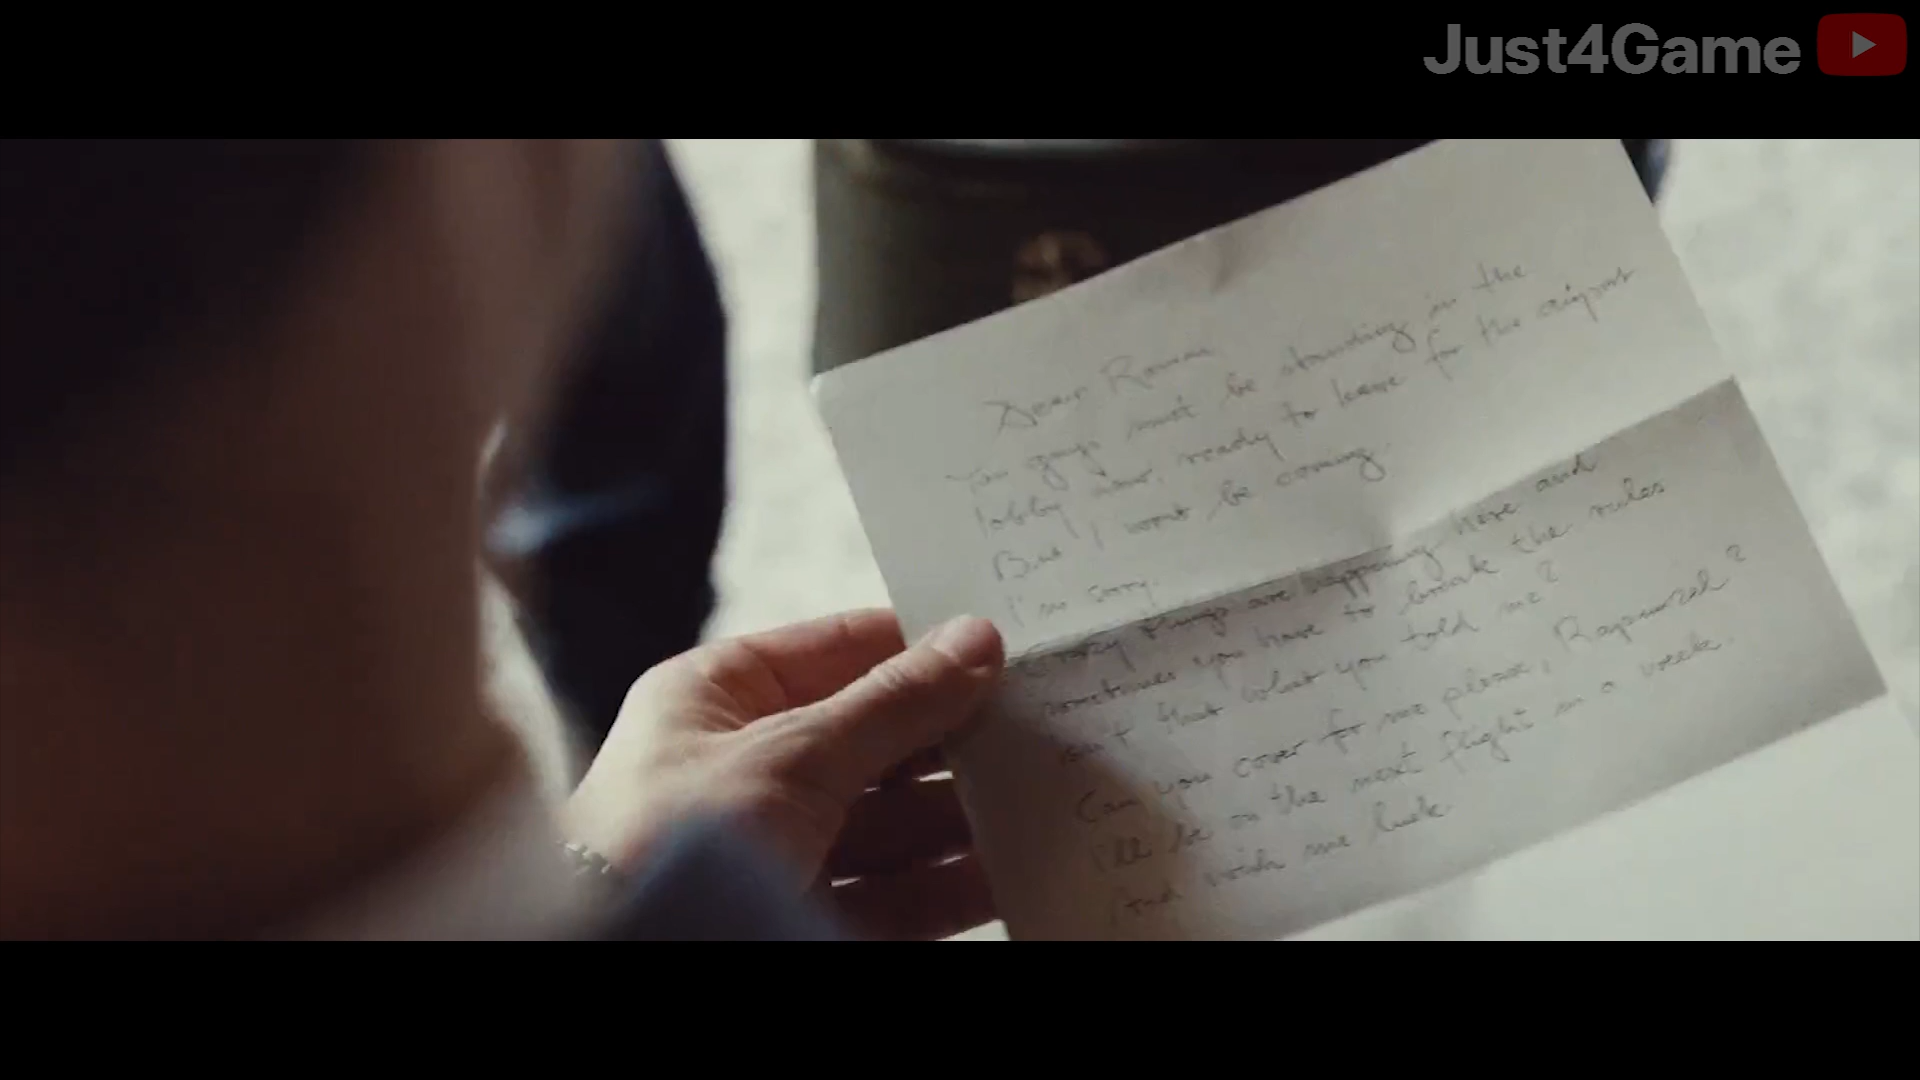 Just4Game
Dear Roman
You guys must be standing in the
lobby now, ready to leave for the airport
But I wont be coming.
I'm sorry.
Crazy things are happening here and
sometimes you have to break the rules
isn't that what you told me?
Can you cover for me please, Rapunzel?
I'll be on the next flight in a week.
And wish me luck